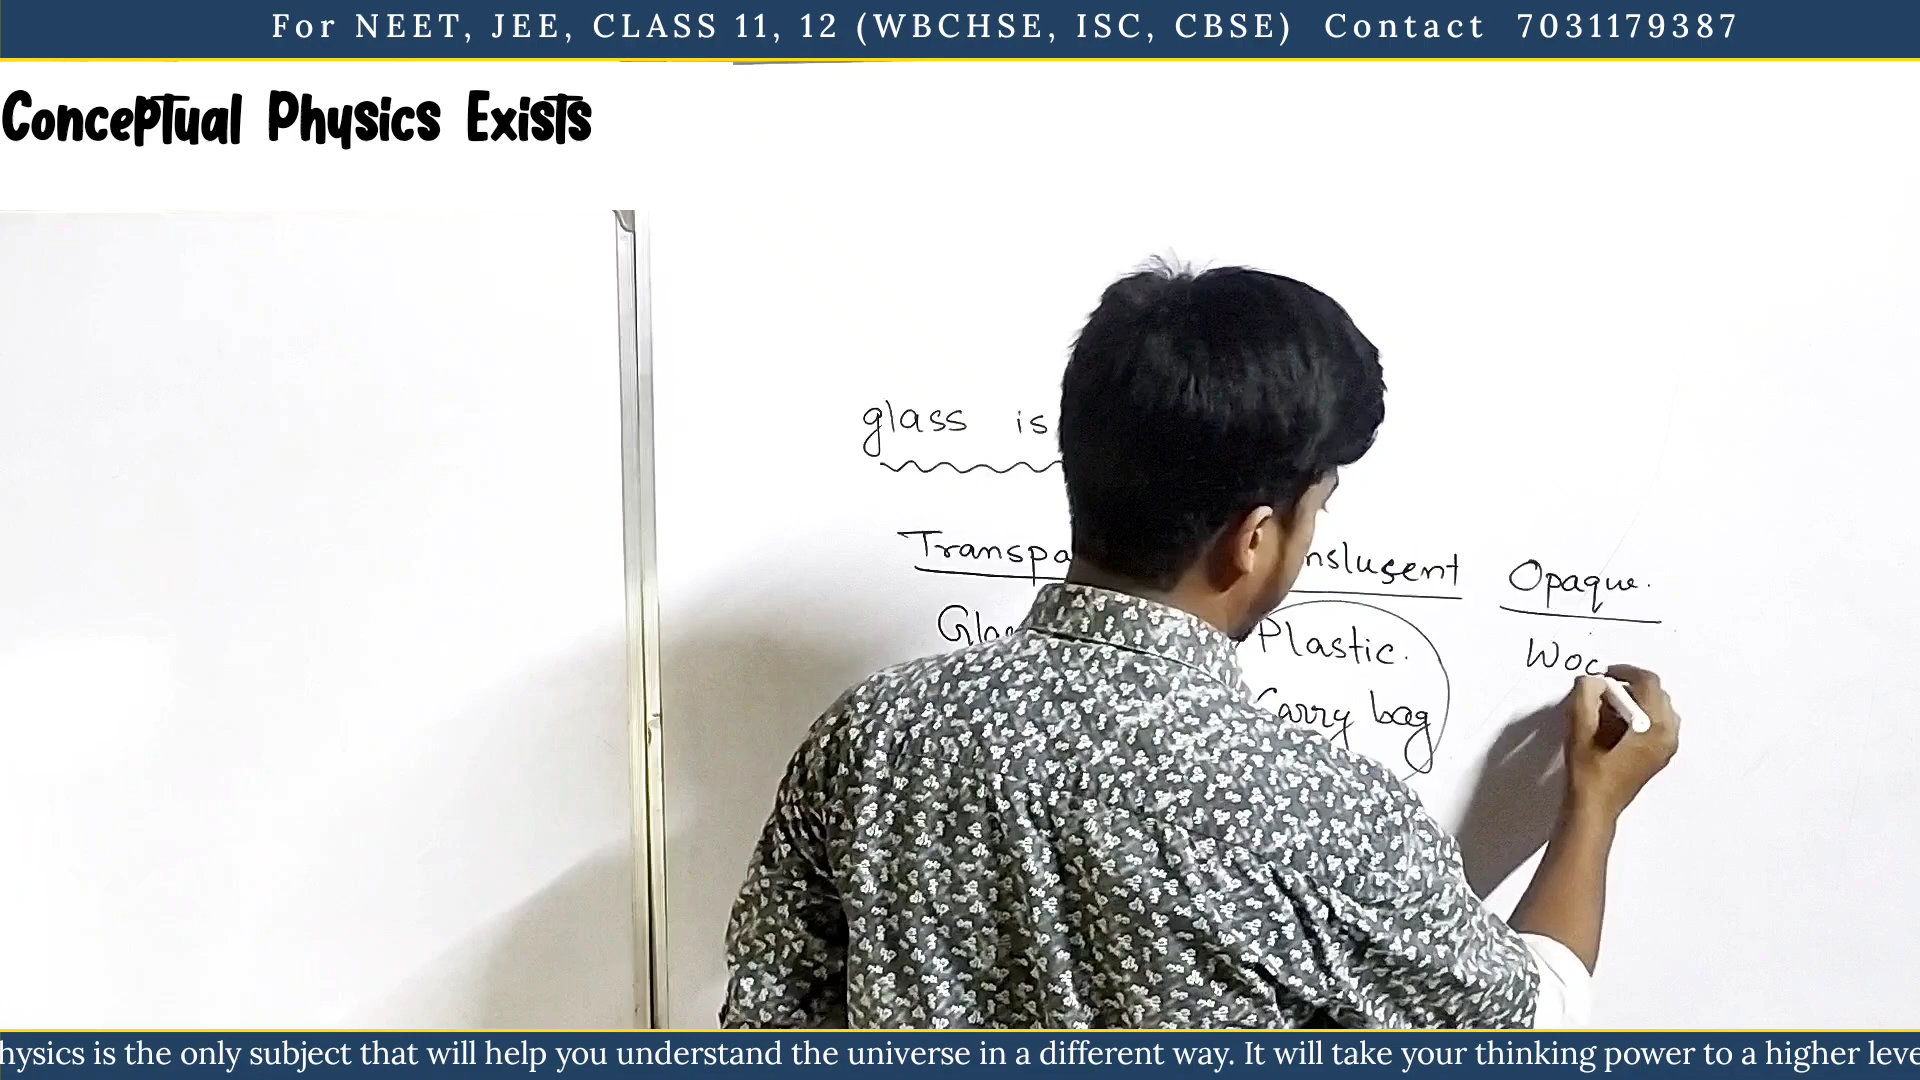 For NEET, JEE, CLASS 11, 12 (WBCHSE, ISC, CBSE) Contact 7031179387
Conceptual Physics Exists
glass is
Transpa nslusent Opaque.
Gla Plastic. Woo
Carry bag
hysics is the only subject that will help you understand the universe in a different way. It will take your thinking power to a higher leve